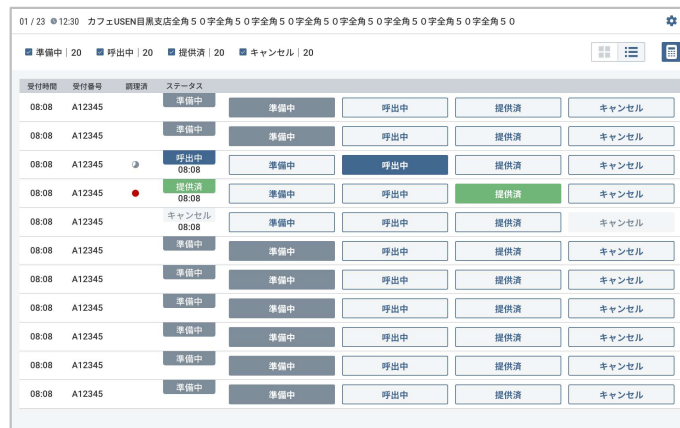 01 / 23 12:30 カフェUSEN目黒支店全角５０字全角５０字全角５０字全角５０字全角５０字全角５０字全角５０
準備中｜20 呼出中｜20 提供済｜20 キャンセル｜20
受付時間 受付番号 調理済 ステータス
08:08 A12345 準備中 準備中 呼出中 提供済 キャンセル
08:08 A12345 準備中 準備中 呼出中 提供済 キャンセル
08:08 A12345 呼出中 08:08 準備中 呼出中 提供済 キャンセル
08:08 A12345 提供済 08:08 準備中 呼出中 提供済 キャンセル
08:08 A12345 キャンセル 08:08 準備中 呼出中 提供済 キャンセル
08:08 A12345 準備中 準備中 呼出中 提供済 キャンセル
08:08 A12345 準備中 準備中 呼出中 提供済 キャンセル
08:08 A12345 準備中 準備中 呼出中 提供済 キャンセル
08:08 A12345 準備中 準備中 呼出中 提供済 キャンセル
08:08 A12345 準備中 準備中 呼出中 提供済 キャンセル
08:08 A12345 準備中 準備中 呼出中 提供済 キャンセル